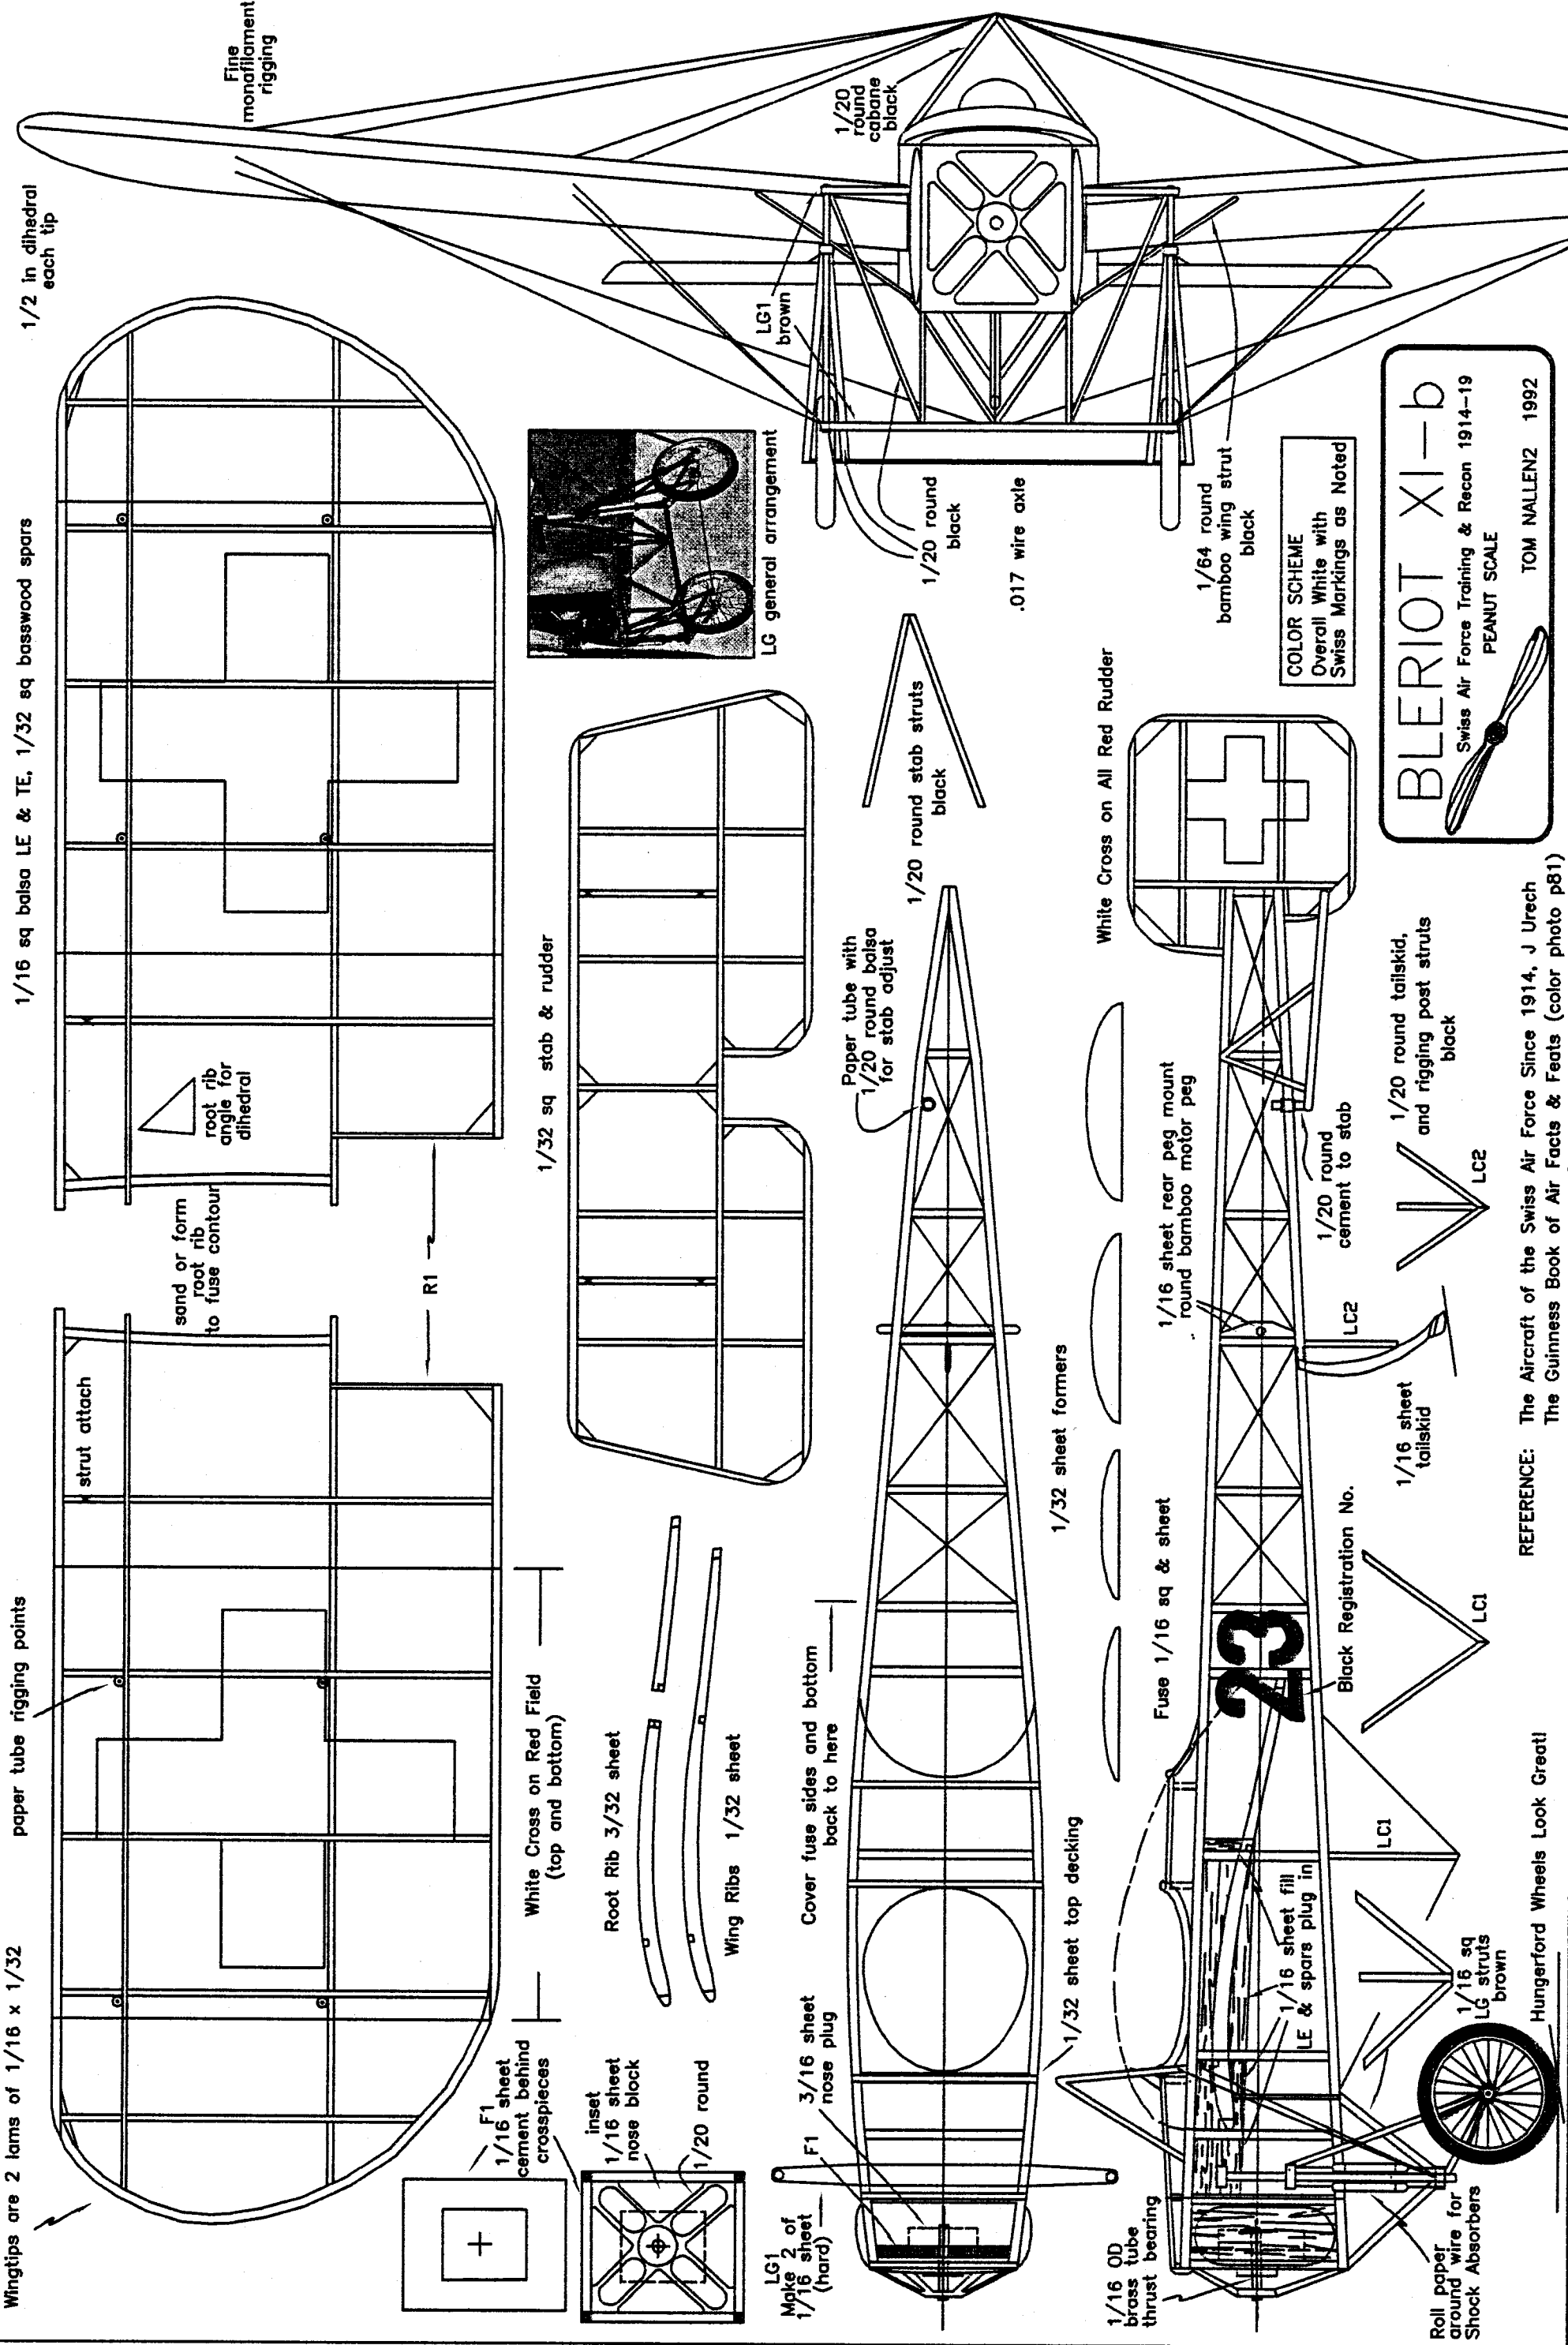 Wingtips are 2 lams of 1/16 x 1/32
paper tube rigging points
1/16 sq balsa LE & TE, 1/32 sq basswood spars
1/2 in dihedral
each tip
Fine
monafilament
rigging
strut attach
sand or form
root rib
to fuse contour
root rib
angle for
dihedral
R1
White Cross on Red Field
(top and bottom)
F1
1/16 sheet
cement behind
crosspieces
inset
1/16 sheet
nose block
1/20 round
Root Rib 3/32 sheet
Wing Ribs 1/32 sheet
1/32 sq stab & rudder
LG general arrangement
LG1
brown
1/20
round
cabane
black
1/20 round
black
.017 wire axle
1/64 round
bamboo wing strut
black
LG1
Make 2 of
1/16 sheet
(hard)
F1
3/16 sheet
nose plug
Cover fuse sides and bottom
back to here
1/32 sheet top decking
Paper tube with
1/20 round balsa
for stab adjust
1/20 round stab struts
black
1/32 sheet formers
White Cross on All Red Rudder
COLOR SCHEME
Overall White with
Swiss Markings as Noted
1/16 OD
brass tube
thrust bearing
Fuse 1/16 sq & sheet
1/16 sheet rear peg mount
round bamboo motor peg
23
Black Registration No.
1/16 sheet fill
LE & spars plug in
LC1
LC1
LC2
LC2
1/20 round
cement to stab
1/20 round tailskid,
and rigging post struts
black
1/16 sheet
tailskid
1/16 sq
LG struts
brown
Roll paper
around wire for
Shock Absorbers
Hungerford Wheels Look Great!
REFERENCE: The Aircraft of the Swiss Air Force Since 1914, J Urech
The Guinness Book of Air Facts & Feats (color photo p81)
BLERIOT XI-b
Swiss Air Force Training & Recon 1914-19
PEANUT SCALE
TOM NALLEN2 1992